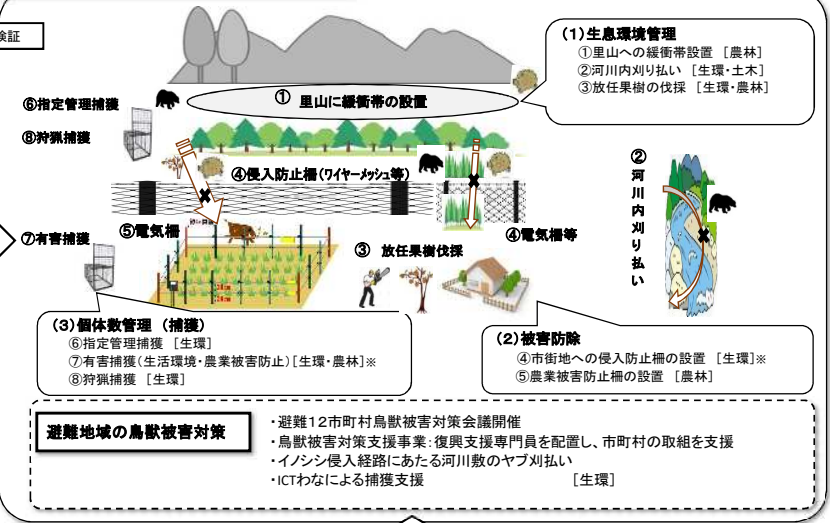 検証
(1)生息環境管理
①里山への緩衝帯設置 [農林]
②河川内刈り払い [生環・土木]
③放任果樹の伐採 [生環・農林]
① 里山に緩衝帯の設置
⑥指定管理捕獲
⑧狩猟捕獲
④侵入防止柵(ワイヤーメッシュ等)
②河川内刈り払い
⑦有害捕獲
⑤電気柵
④電気柵等
③ 放任果樹伐採
(3)個体数管理 (捕獲)
⑥指定管理捕獲 [生環]
⑦有害捕獲(生活環境・農業被害防止)[生環・農林]※
⑧狩猟捕獲 [生環]
(2)被害防除
④市街地への侵入防止柵の設置 [生環]※
⑤農業被害防止柵の設置 [農林]
避難地域の鳥獣被害対策
・避難12市町村鳥獣被害対策会議開催
・鳥獣被害対策支援事業:復興支援専門員を配置し、市町村の取組を支援
・イノシシ侵入経路にあたる河川敷のヤブ刈払い
・ICTわなによる捕獲支援 [生環]